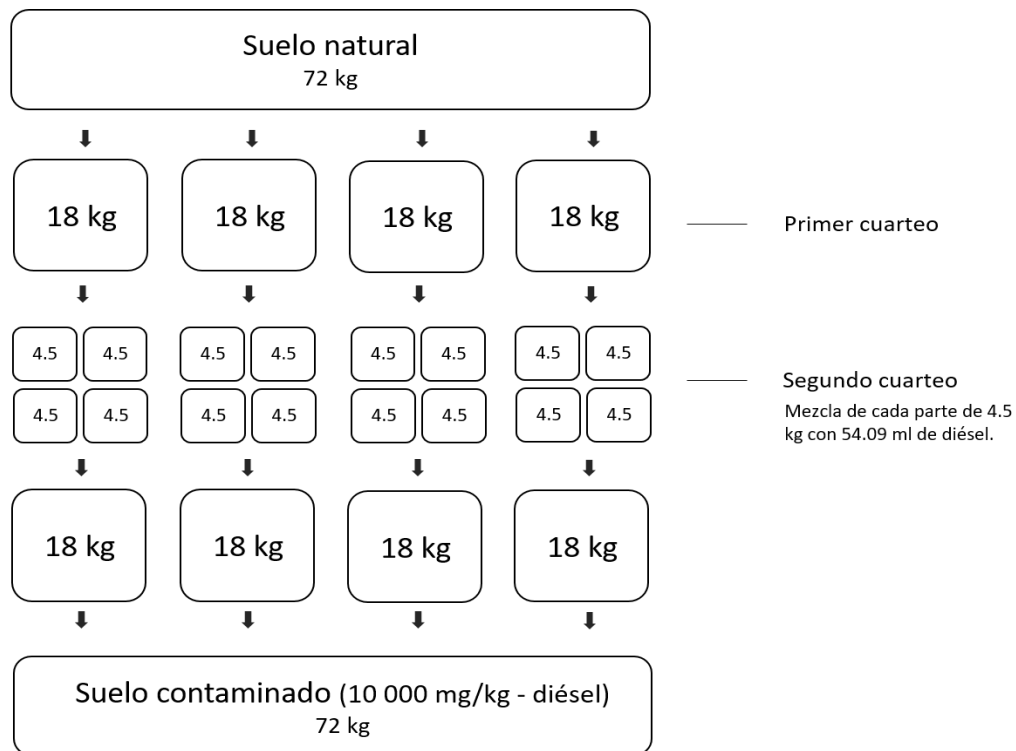 Suelo natural
72 kg
18 kg 18 kg 18 kg 18 kg
Primer cuarteo
4.5 4.5 4.5 4.5 4.5 4.5 4.5 4.5
4.5 4.5 4.5 4.5 4.5 4.5 4.5 4.5
Segundo cuarteo
Mezcla de cada parte de 4.5
kg con 54.09 ml de diésel.
18 kg 18 kg 18 kg 18 kg
Suelo contaminado (10 000 mg/kg - diésel)
72 kg